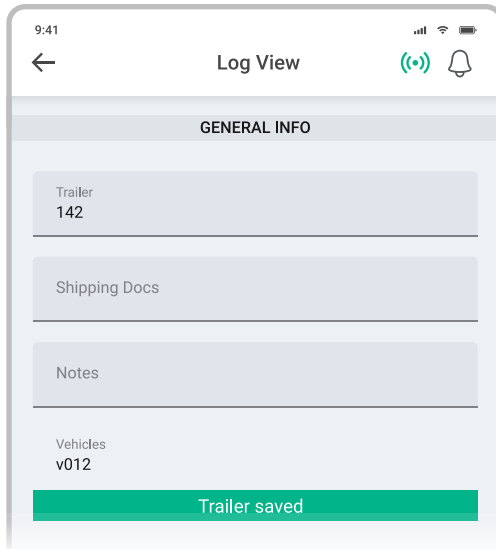 9:41
Log View
GENERAL INFO
Trailer
142
Shipping Docs
Notes
Vehicles
v012
Trailer saved